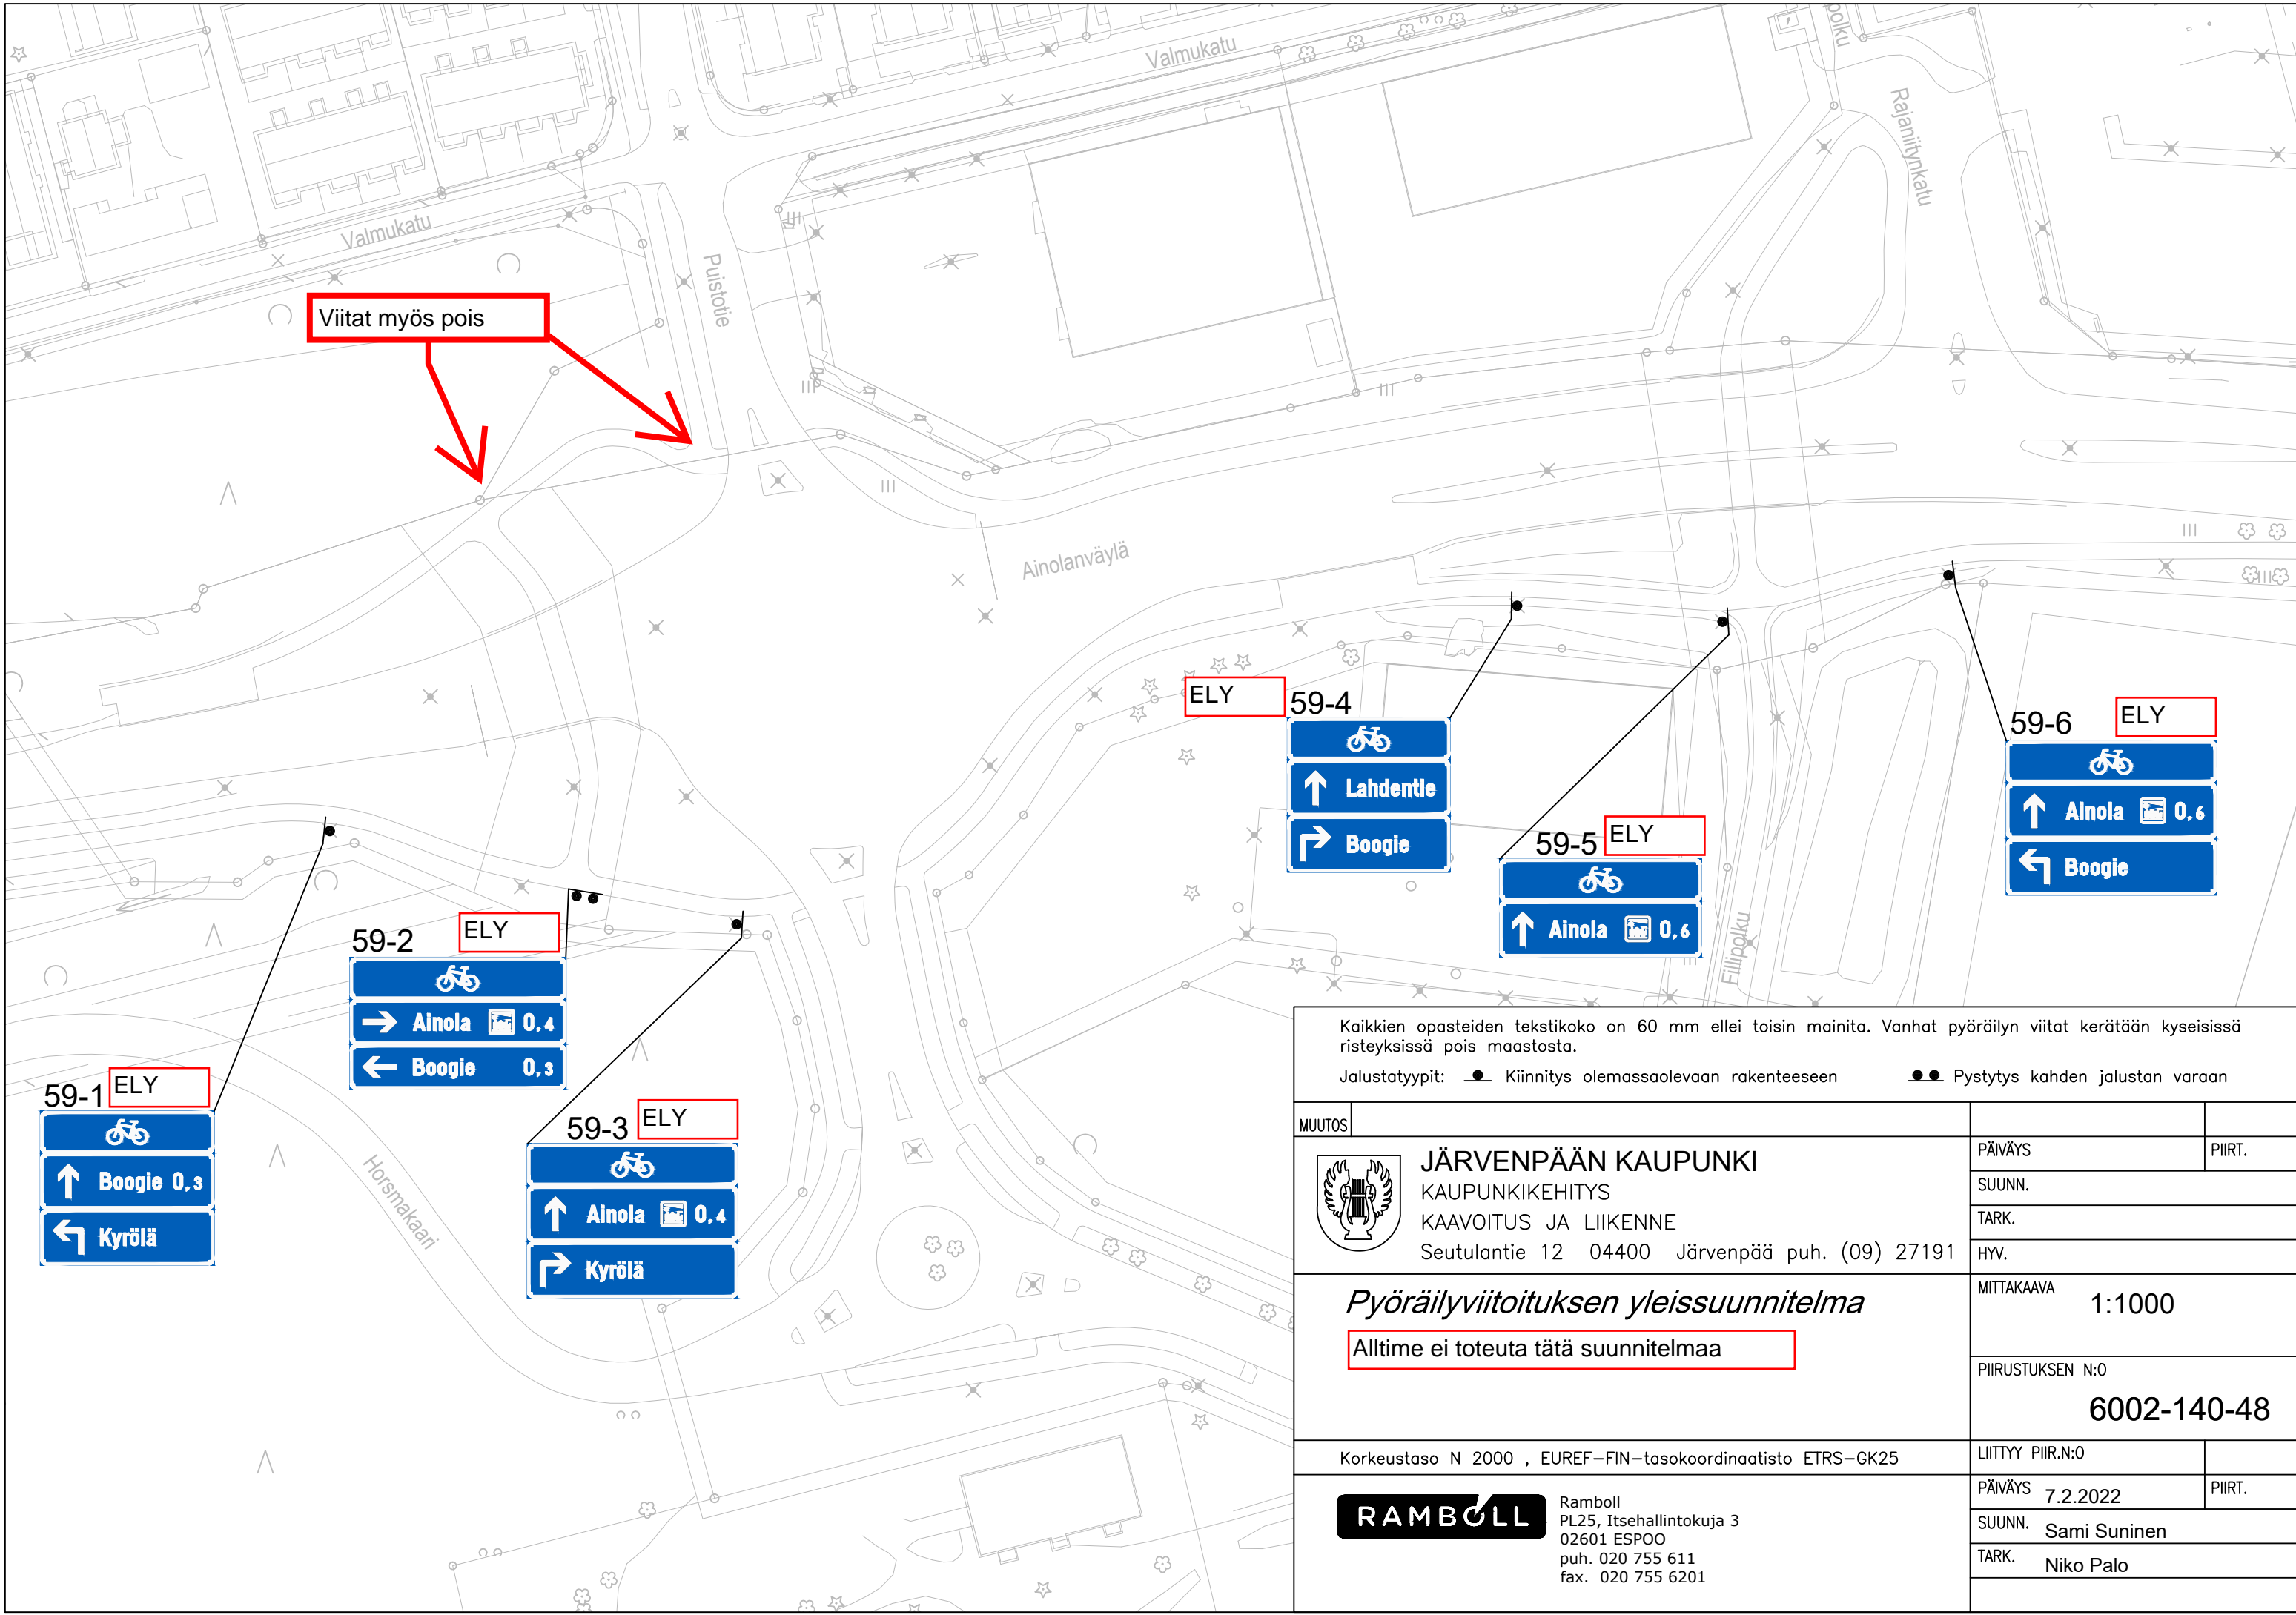 Valmukatu
polku
Rajaniitynkatu
Valmukatu
Puistotie
Viitat myös pois
Ainolanväylä
ELY
59-4
Lahdentie
Boogie
59-5
ELY
Ainola 0,6
59-6
ELY
Ainola 0,6
Boogie
Fillipolku
59-2
ELY
Ainola 0,4
Boogie 0,3
59-1
ELY
Boogie 0,3
Kyrölä
59-3
ELY
Ainola 0,4
Kyrölä
Horsmakaari
Kaikkien opasteiden tekstikoko on 60 mm ellei toisin mainita. Vanhat pyöräilyn viitat kerätään kyseisissä
risteyksissä pois maastosta.
Jalustatyypit: Kiinnitys olemassaolevaan rakenteeseen Pystytys kahden jalustan varaan
MUUTOS
JÄRVENPÄÄN KAUPUNKI
KAUPUNKIKEHITYS
KAAVOITUS JA LIIKENNE
Seutulantie 12 04400 Järvenpää puh. (09) 27191
PÄIVÄYS PIIRT.
SUUNN.
TARK.
HYV.
Pyöräilyviitoituksen yleissuunnitelma
Alltime ei toteuta tätä suunnitelmaa
MITTAKAAVA
1:1000
PIIRUSTUKSEN N:O
6002-140-48
Korkeustaso N 2000 , EUREF-FIN-tasokoordinaatisto ETRS-GK25
LIITTYY PIIR.N:O
RAMBOLL
Ramboll
PL25, Itsehallintokuja 3
02601 ESPOO
puh. 020 755 611
fax. 020 755 6201
PÄIVÄYS 7.2.2022 PIIRT.
SUUNN. Sami Suninen
TARK. Niko Palo